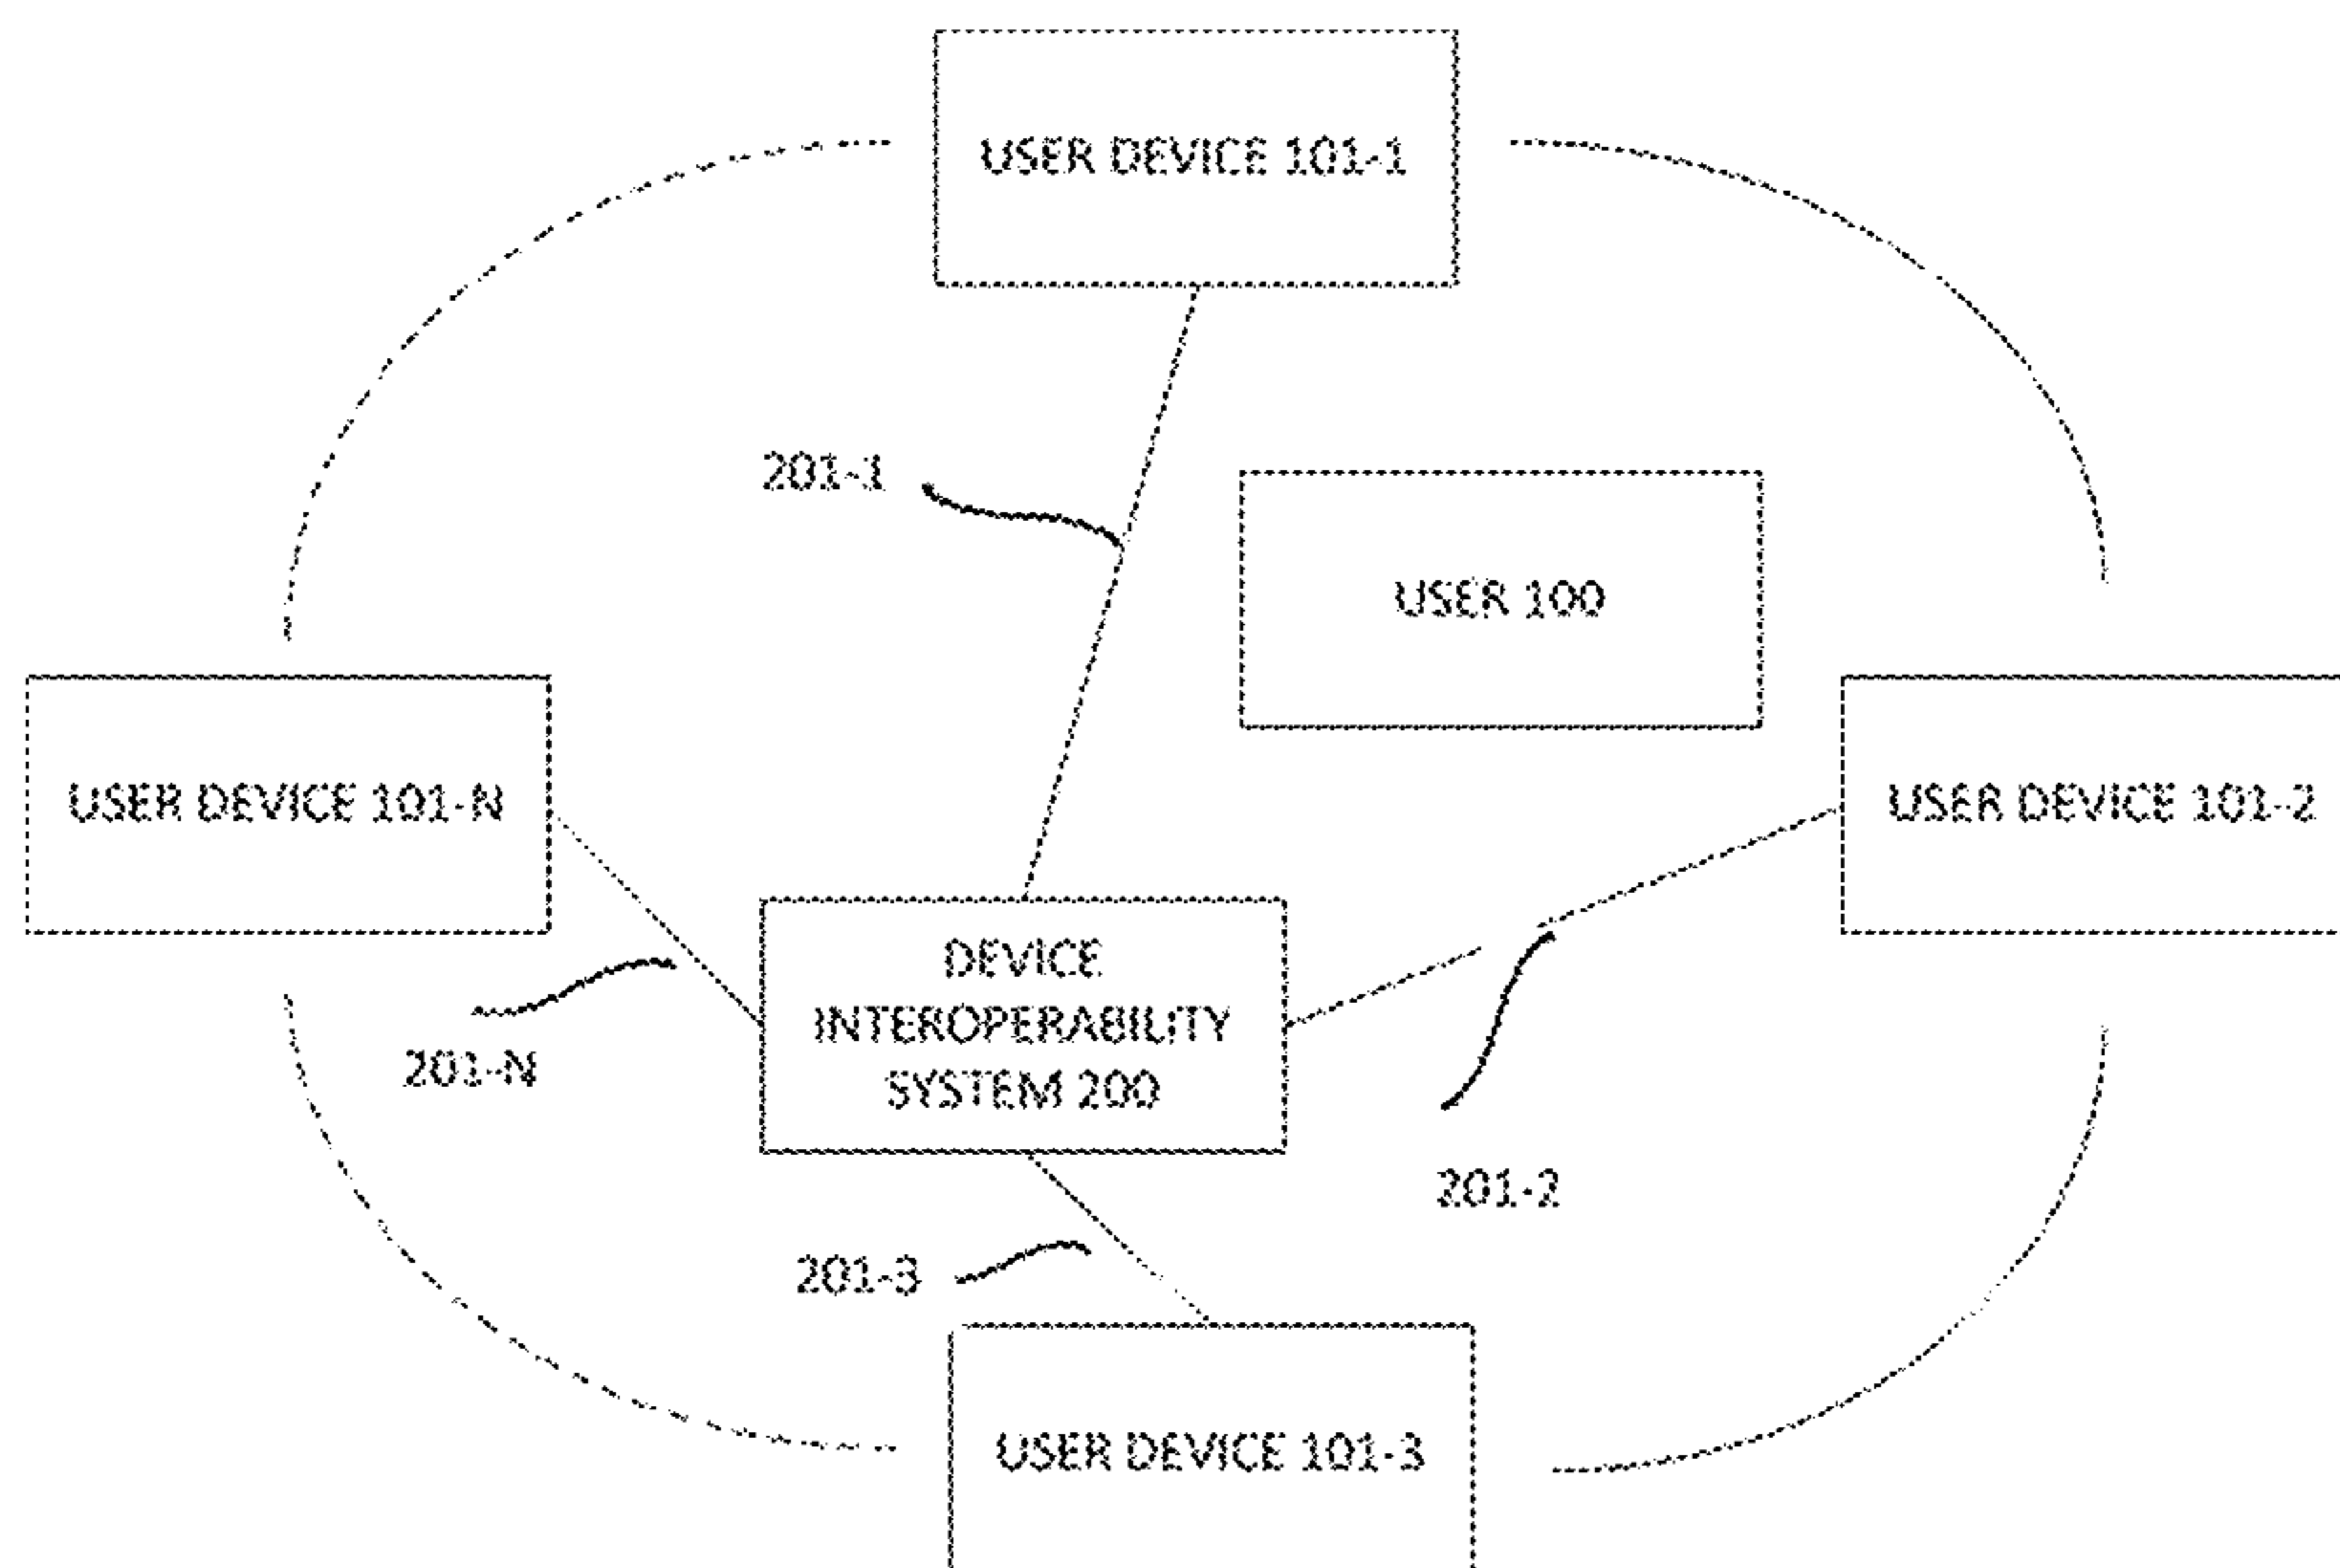 USER DEVICE 101-1
201-1
USER 100
USER DEVICE 101-N
USER DEVICE 101-2
DEVICE
INTEROPERABILITY
SYSTEM 200
201-N
201-2
201-3
USER DEVICE 101-3